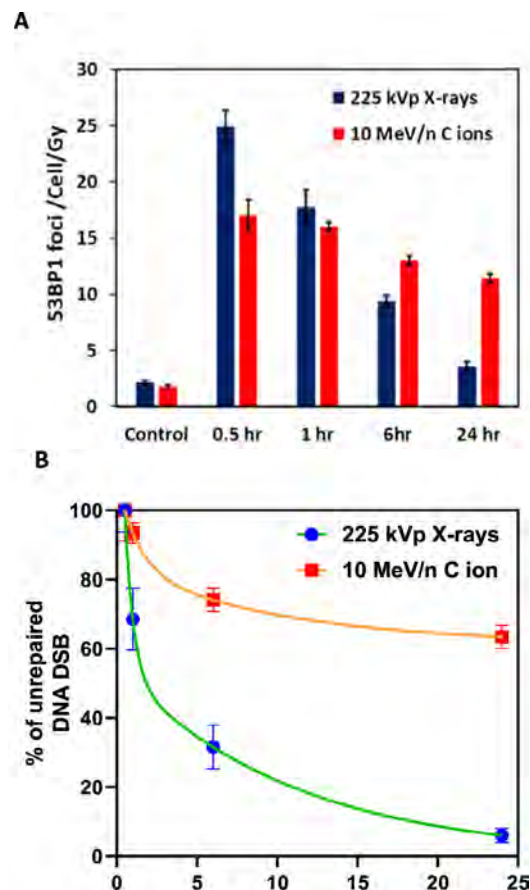 A
53BP1 foci /Cell/Gy
30
25
20
15
10
5
0
225 kVp X-rays
10 MeV/n C ions
Control 0.5 hr 1 hr 6hr 24 hr
B
% of unrepaired
DNA DSB
100
80
60
40
20
0
225 kVp X-rays
10 MeV/n C ion
0 5 10 15 20 25